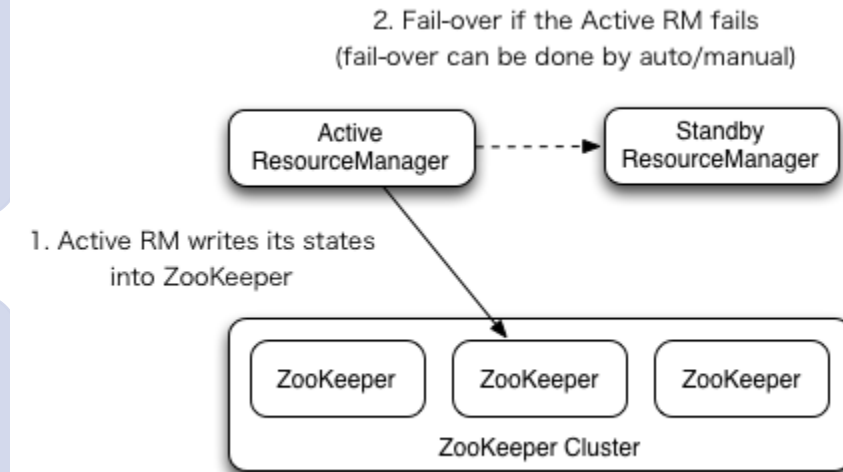 2. Fail-over if the Active RM fails
(fail-over can be done by auto/manual)
Active
ResourceManager
Standby
ResourceManager
1. Active RM writes its states
into ZooKeeper
ZooKeeper
ZooKeeper
ZooKeeper
ZooKeeper Cluster